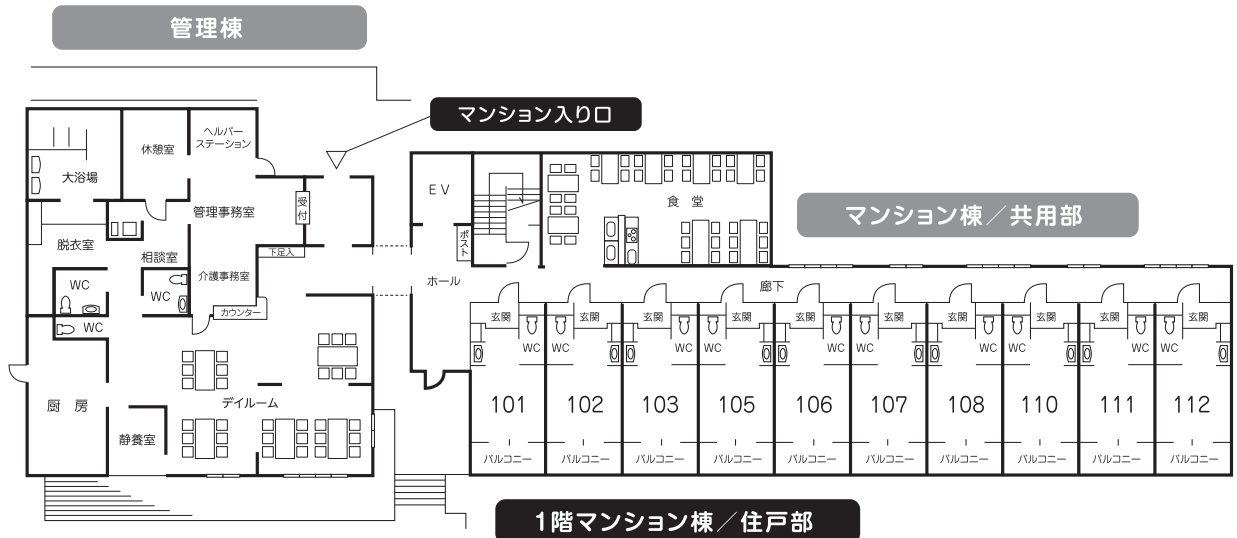 管理棟
マンション入り口
ヘルパー
ステーション
休憩室
大浴場
EV
食 堂
管理事務室
受付
マンション棟／共用部
ポスト
脱衣室
相談室
下足入
介護事務室
ホール
WC
WC
廊下
カウンター
WC
玄関
玄関
玄関
玄関
玄関
玄関
玄関
玄関
玄関
玄関
WC
WC
WC
WC
WC
WC
WC
WC
WC
WC
厨 房
デイルーム
101
102
103
105
106
107
108
110
111
112
静養室
バルコニー
バルコニー
バルコニー
バルコニー
バルコニー
バルコニー
バルコニー
バルコニー
バルコニー
バルコニー
1階マンション棟／住戸部